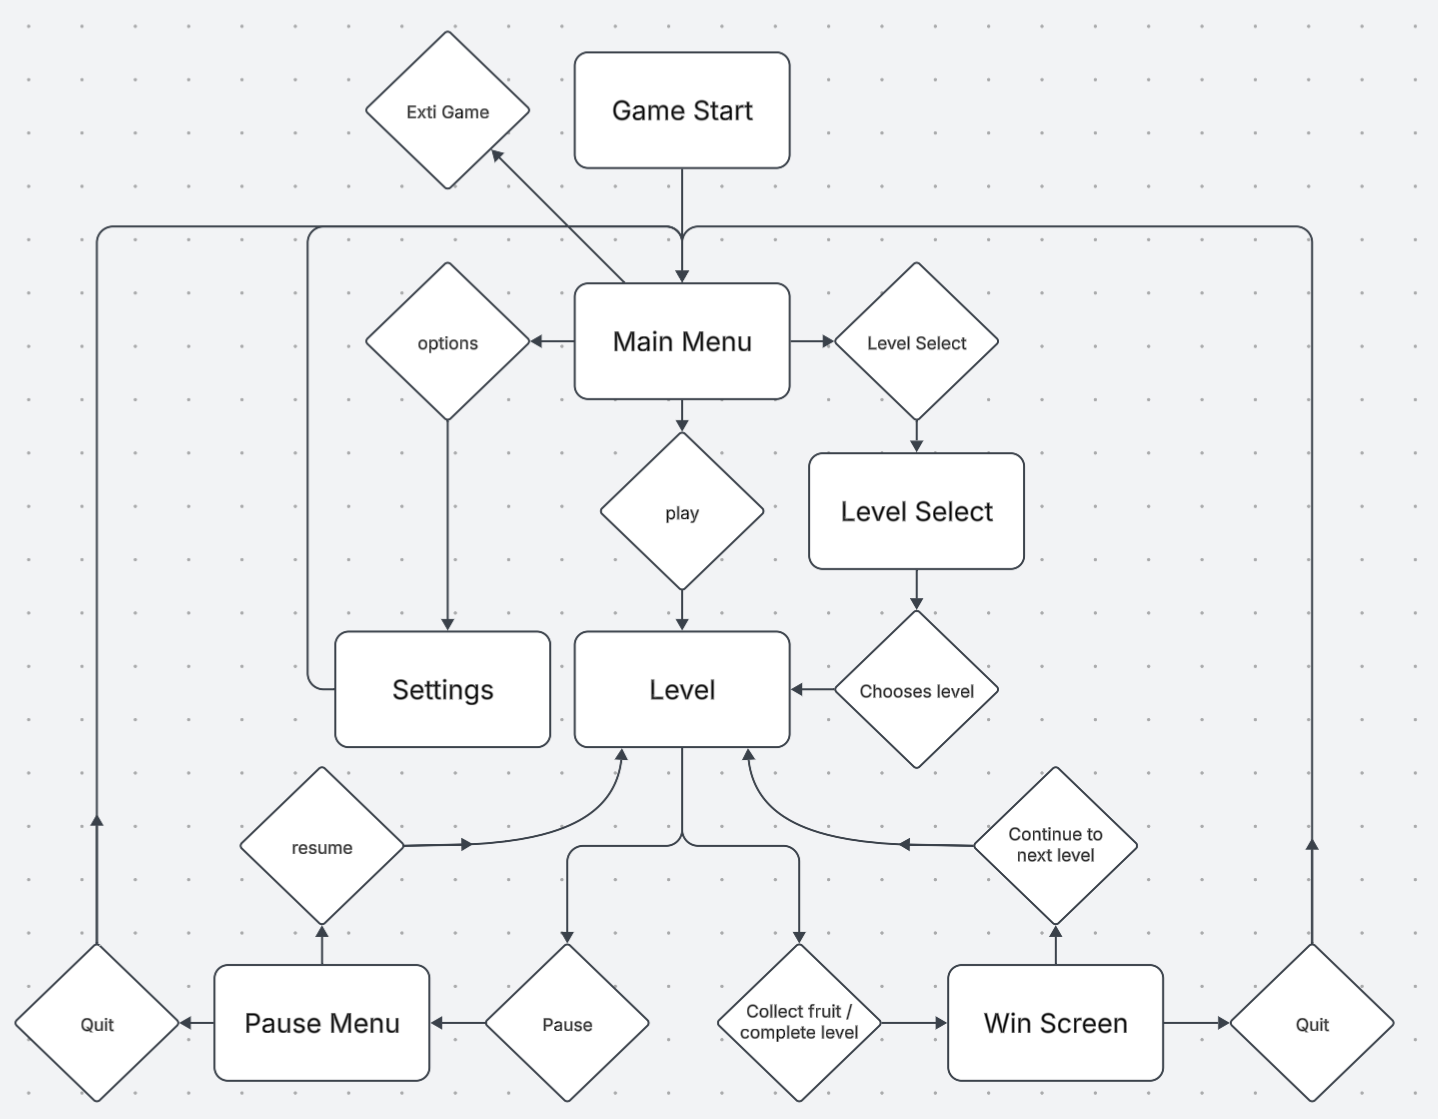 Exti Game
Game Start
options
Main Menu
Level Select
play
Level Select
Settings
Level
Chooses level
resume
Continue to
next level
Quit
Pause Menu
Pause
Collect fruit /
complete level
Win Screen
Quit